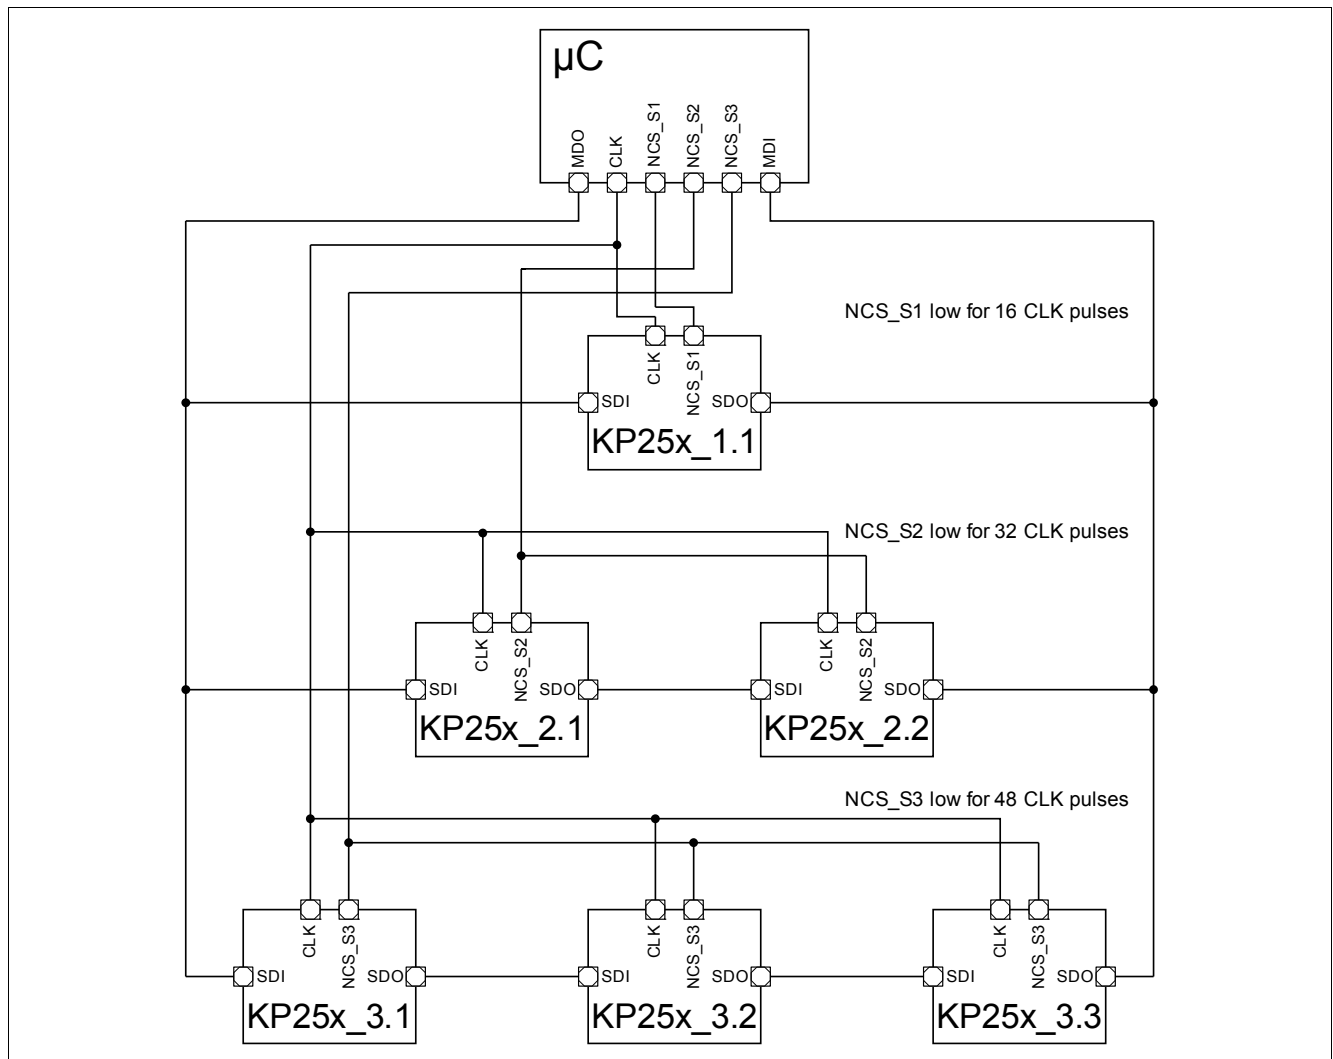 µC
MDO
CLK
NCS_S1
NCS_S2
NCS_S3
MDI
NCS_S1 low for 16 CLK pulses
CLK
NCS_S1
SDI
SDO
KP25x_1.1
NCS_S2 low for 32 CLK pulses
CLK
NCS_S2
SDI
SDO
KP25x_2.1
CLK
NCS_S2
SDI
SDO
KP25x_2.2
NCS_S3 low for 48 CLK pulses
CLK
NCS_S3
SDI
SDO
KP25x_3.1
CLK
NCS_S3
SDI
SDO
KP25x_3.2
CLK
NCS_S3
SDI
SDO
KP25x_3.3